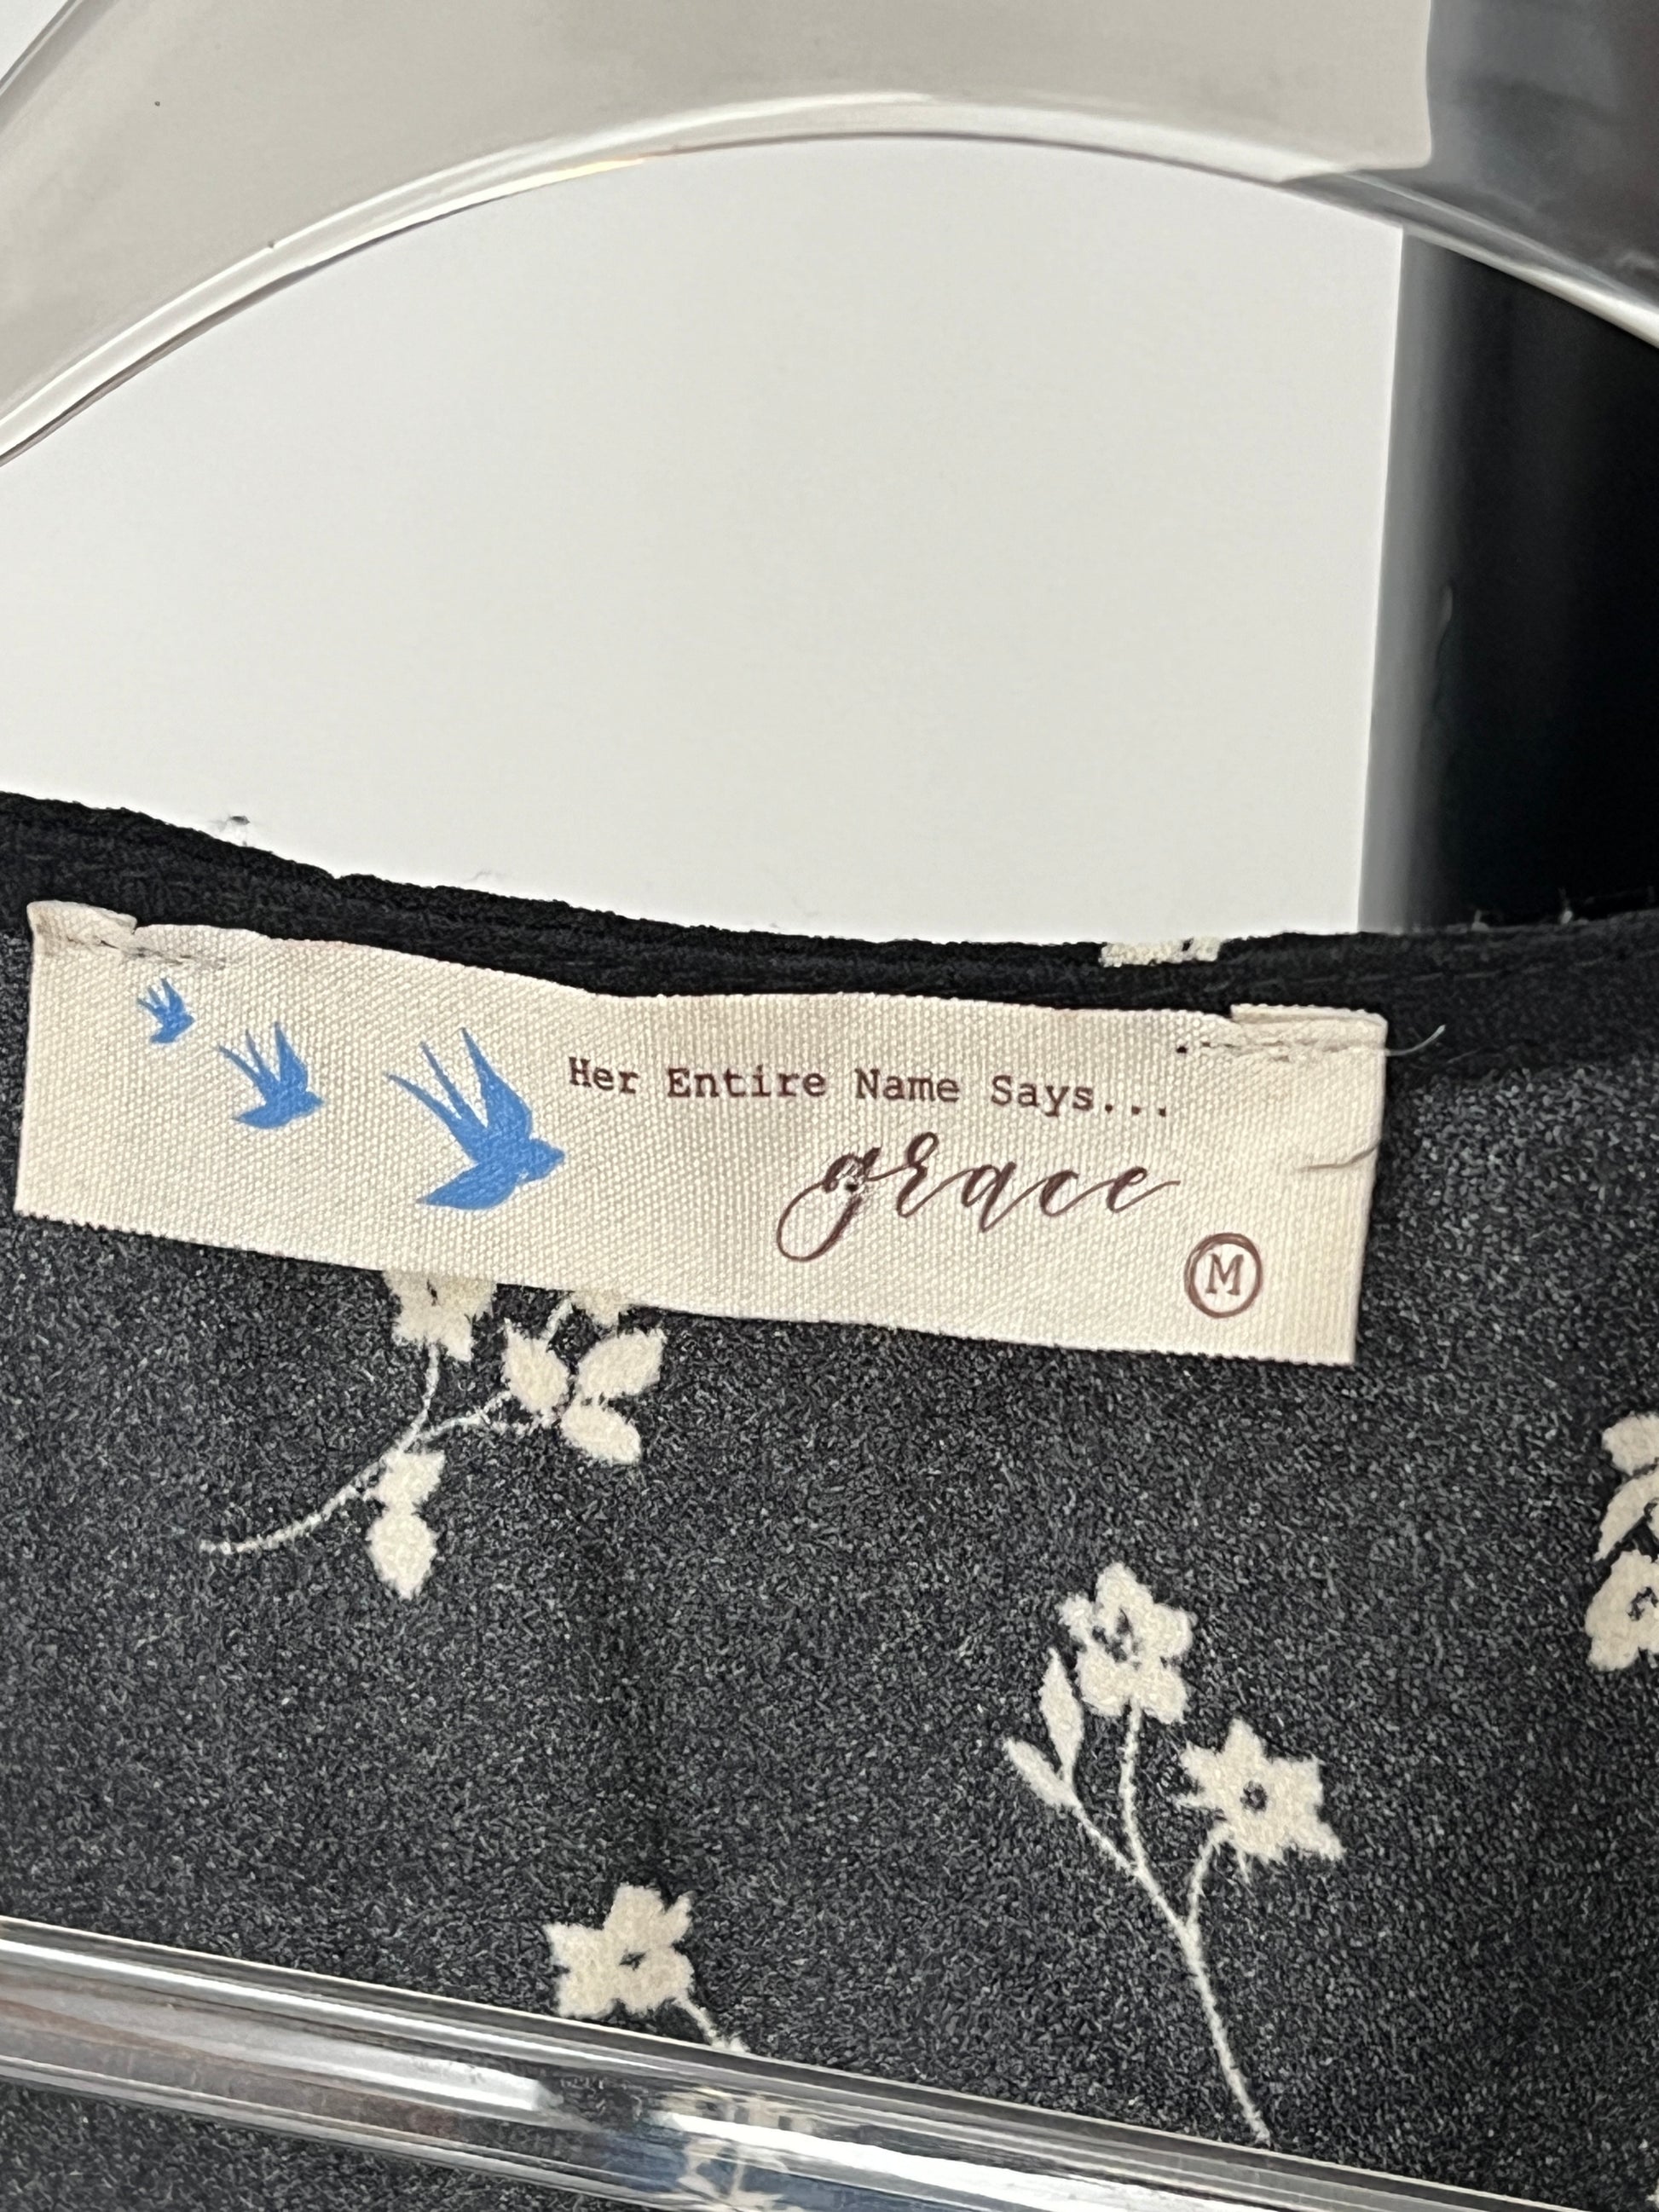 Her Entire Name Says...
grace
M